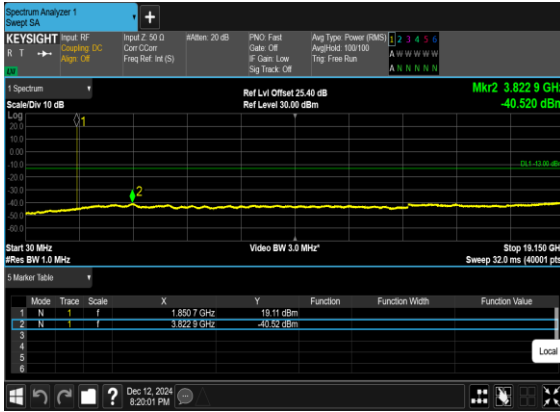 Spectrum Analyzer 1
Swept SA
+
KEYSIGHT Input: RF Input Z: 50 Ω #Atten: 20 dB PNO: Fast Avg Type: Power (RMS) 1 2 3 4 5 6
R T Coupling: DC Corr CCorr Gate: Off Avg|Hold: 100/100 A W W W W W
Align: Off Freq Ref: Int (S) IF Gain: Low Trig: Free Run
Sig Track: Off A N N N N N
1 Spectrum Ref Lvl Offset 25.40 dB Mkr2 3.822 9 GH
Scale/Div 10 dB Ref Level 30.00 dBm -40.520 dBm
Log
20.0
10.0
0.00
-10.0
-20.0
-30.0
-40.0
-50.0
-60.0
1
2
DL1 -13.00 dBm
Start 30 MHz Video BW 3.0 MHz* Stop 19.150 GH
#Res BW 1.0 MHz Sweep 32.0 ms (40001 pts
5 Marker Table
Mode Trace Scale X Y Function Function Width Function Value
1 N 1 f 1.850 7 GHz 19.11 dBm
2 N 1 f 3.822 9 GHz -40.52 dBm
3
4
5
6
Local
? Dec 12, 2024
8:20:01 PM